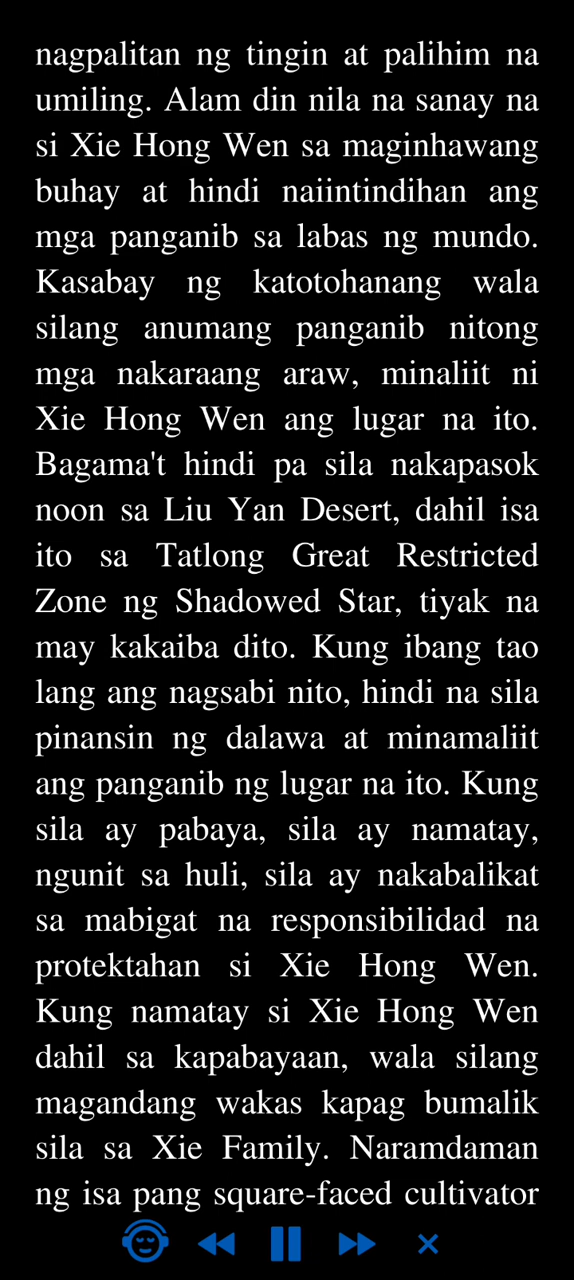 nagpalitan ng tingin at palihim na
umiling. Alam din nila na sanay na
si Xie Hong Wen sa maginhawang
buhay at hindi naiintindihan ang
mga panganib sa labas ng mundo.
Kasabay ng katotohanang wala
silang anumang panganib nitong
mga nakaraang araw, minaliit ni
Xie Hong Wen ang lugar na ito.
Bagama't hindi pa sila nakapasok
noon sa Liu Yan Desert, dahil isa
ito sa Tatlong Great Restricted
Zone ng Shadowed Star, tiyak na
may kakaiba dito. Kung ibang tao
lang ang nagsabi nito, hindi na sila
pinansin ng dalawa at minamaliit
ang panganib ng lugar na ito. Kung
sila ay pabaya, sila ay namatay,
ngunit sa huli, sila ay nakabalikat
sa mabigat na responsibilidad na
protektahan si Xie Hong Wen.
Kung namatay si Xie Hong Wen
dahil sa kapabayaan, wala silang
magandang wakas kapag bumalik
sila sa Xie Family. Naramdaman
ng isa pang square-faced cultivator